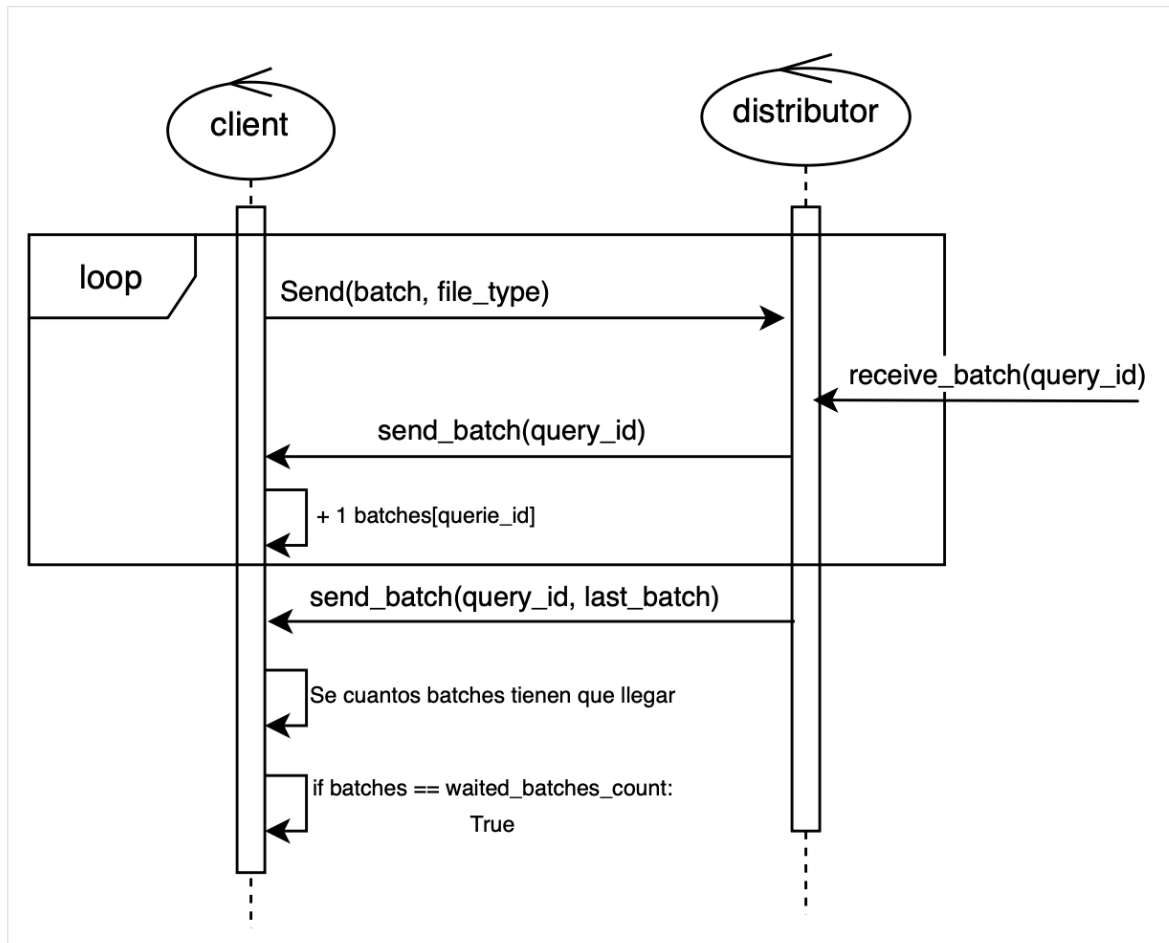 client
distributor
loop
Send(batch, file_type)
receive_batch(query_id)
send_batch(query_id)
+ 1 batches[querie_id]
send_batch(query_id, last_batch)
Se cuantos batches tienen que llegar
if batches == waited_batches_count:
True